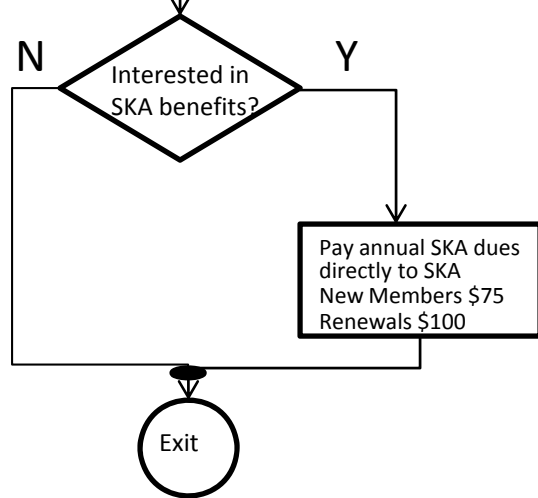 N
Y
Interested in
SKA benefits?
Pay annual SKA dues
directly to SKA
New Members $75
Renewals $100
Exit